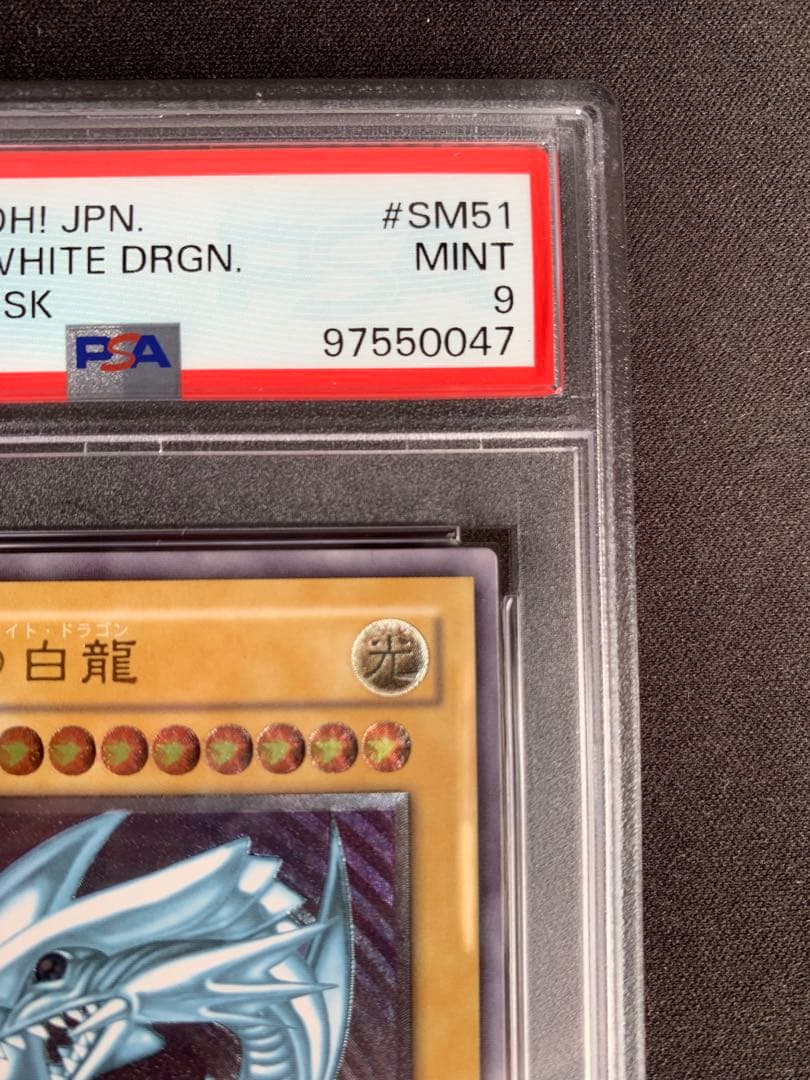 OH! JPN. #SM51
WHITE DRGN. MINT
SK 9
PSA 97550047
イト・ドラゴン
白龍 光